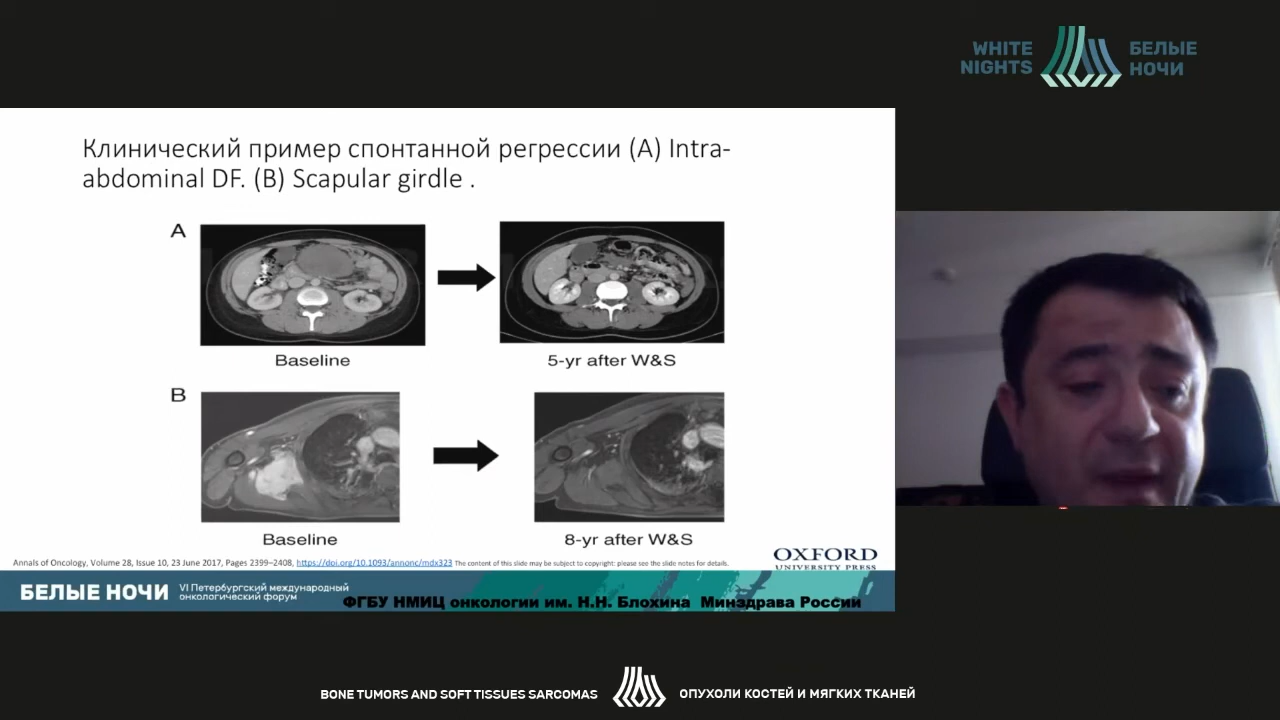 WHITE
NIGHTS
БЕЛЫЕ
НОЧИ
Клинический пример спонтанной регрессии (A) Intra-
abdominal DF. (B) Scapular girdle .
A
Baseline
5-yr after W&S
B
Baseline
8-yr after W&S
Annals of Oncology, Volume 28, Issue 10, 23 June 2017, Pages 2399–2408, https://doi.org/10.1093/annonc/mdx323 The content of this slide may be subject to copyright: please see the slide notes for details.
OXFORD
UNIVERSITY PRESS
БЕЛЫЕ НОЧИ
VI Петербургский международный
онкологический форум
ФГБУ НМИЦ онкологии им. Н.Н. Блохина Минздрава России
BONE TUMORS AND SOFT TISSUES SARCOMAS
ОПУХОЛИ КОСТЕЙ И МЯГКИХ ТКАНЕЙ